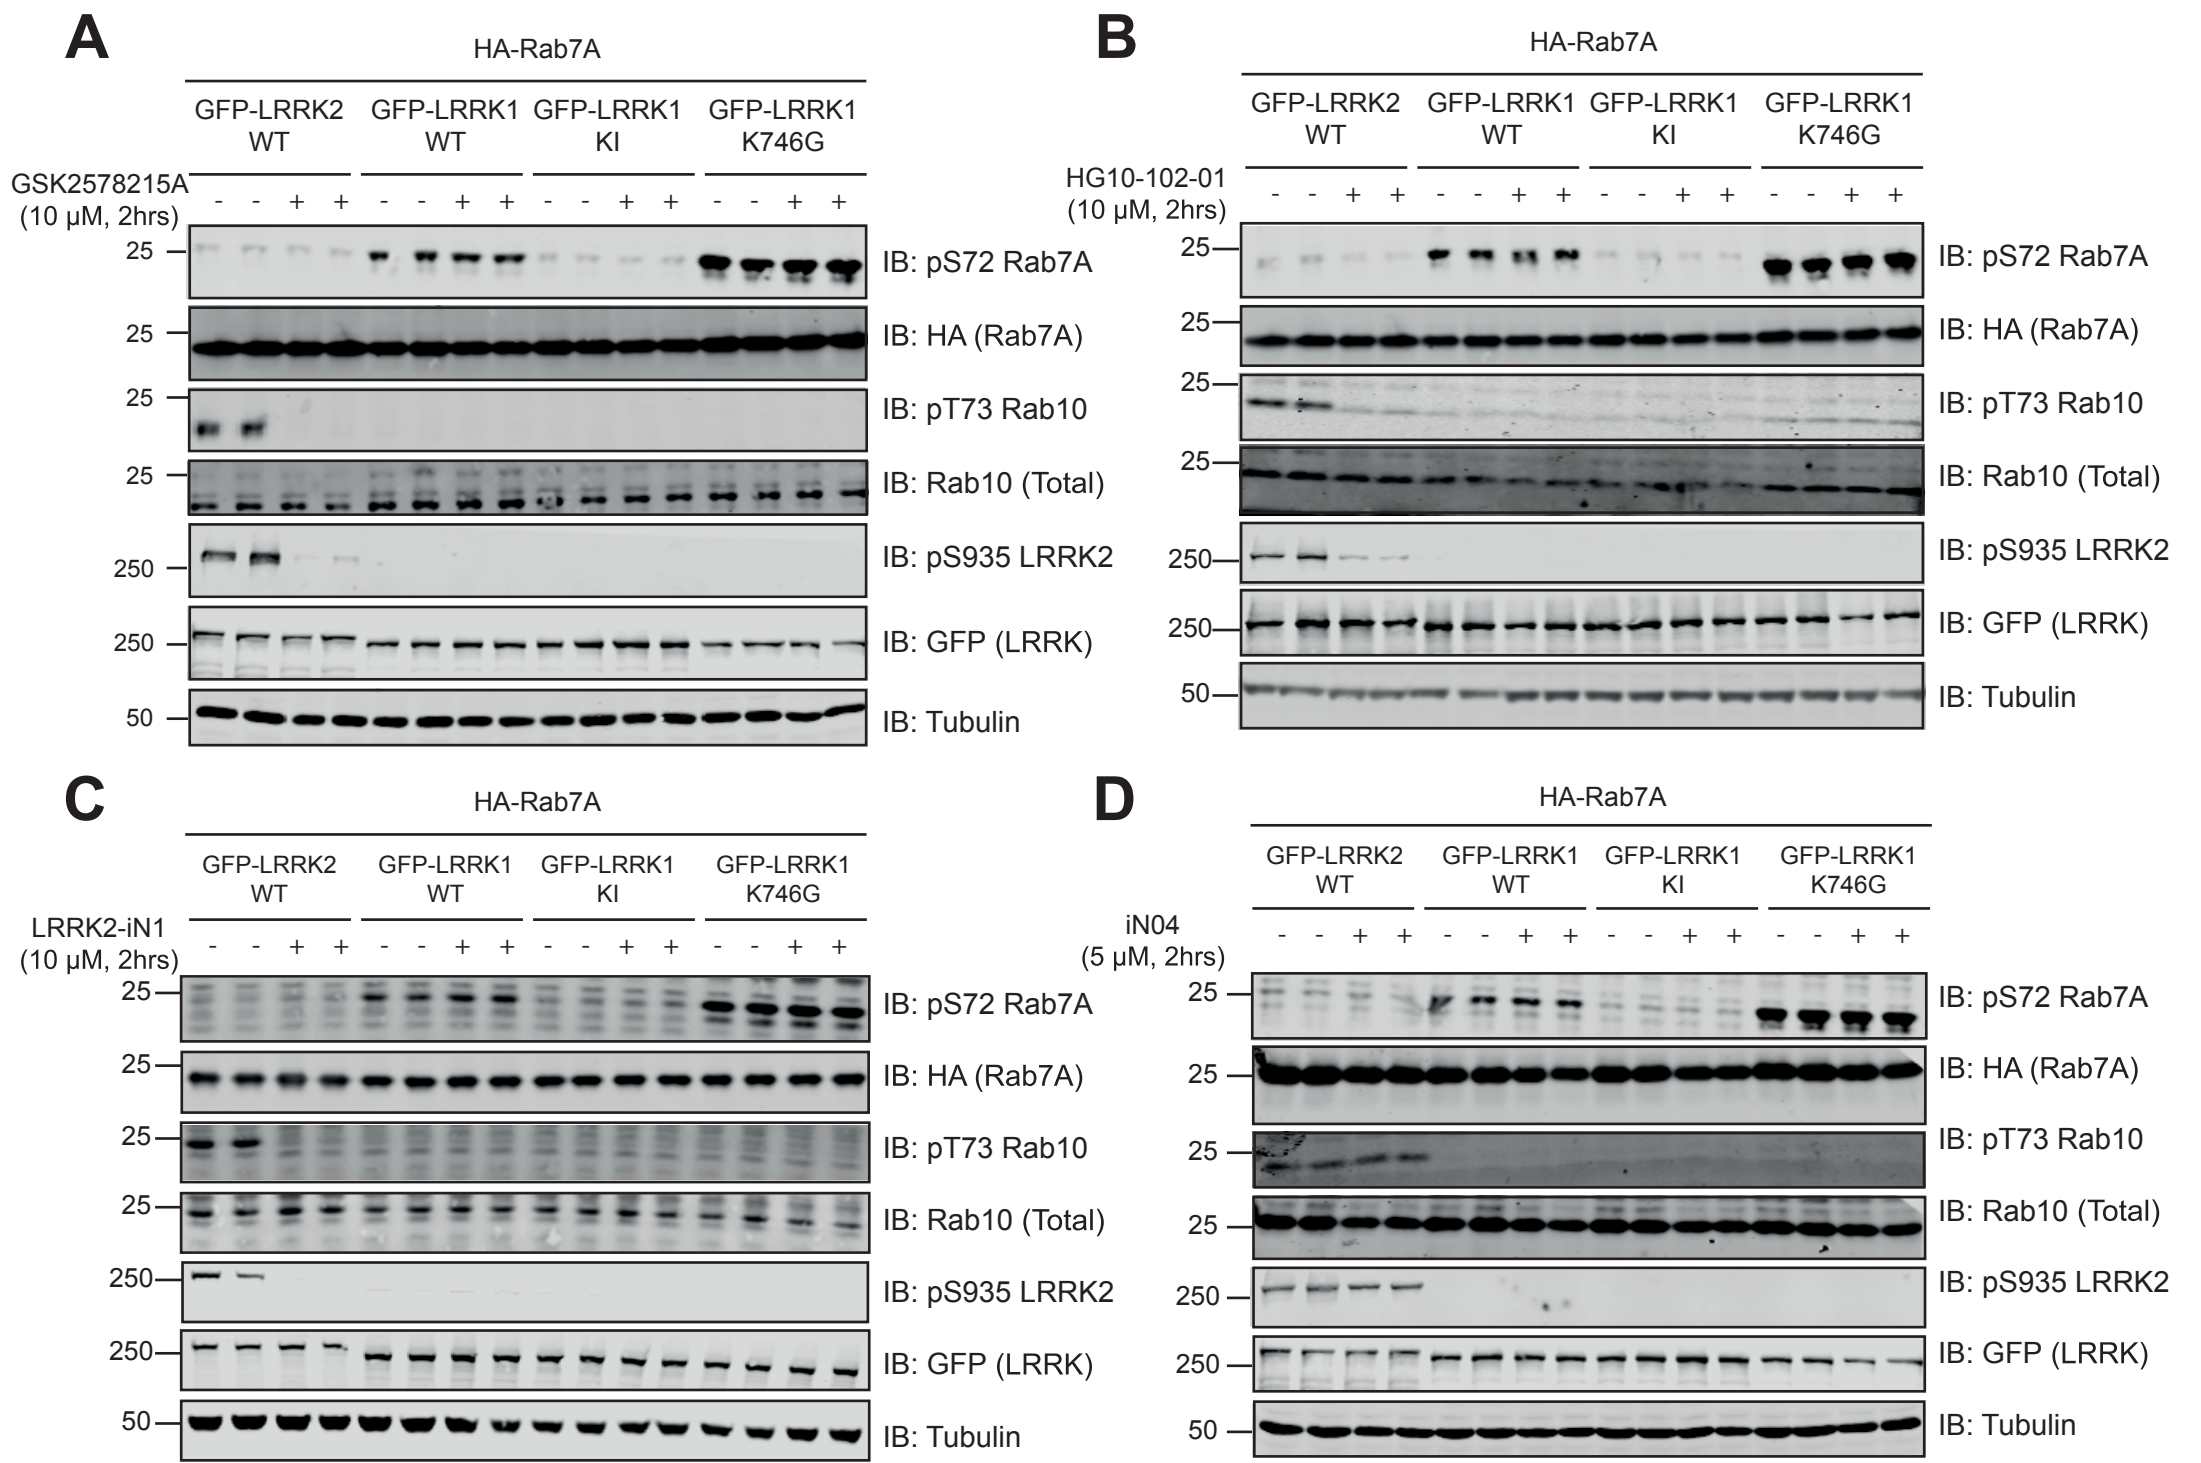 A
HA-Rab7A
GFP-LRRK2 GFP-LRRK1 GFP-LRRK1 GFP-LRRK1
WT WT KI K746G
GSK2578215A
(10 µM, 2hrs)
- - + + - - + + - - + + - - + +
25 IB: pS72 Rab7A
25 IB: HA (Rab7A)
25 IB: pT73 Rab10
25 IB: Rab10 (Total)
250 IB: pS935 LRRK2
250 IB: GFP (LRRK)
50 IB: Tubulin
B
HA-Rab7A
GFP-LRRK2 GFP-LRRK1 GFP-LRRK1 GFP-LRRK1
WT WT KI K746G
HG10-102-01
(10 µM, 2hrs)
- - + + - - + + - - + + - - + +
25 IB: pS72 Rab7A
25 IB: HA (Rab7A)
25 IB: pT73 Rab10
25 IB: Rab10 (Total)
250 IB: pS935 LRRK2
250 IB: GFP (LRRK)
50 IB: Tubulin
C
HA-Rab7A
GFP-LRRK2 GFP-LRRK1 GFP-LRRK1 GFP-LRRK1
WT WT KI K746G
LRRK2-iN1
(10 µM, 2hrs)
- - + + - - + + - - + + - - + +
25 IB: pS72 Rab7A
25 IB: HA (Rab7A)
25 IB: pT73 Rab10
25 IB: Rab10 (Total)
250 IB: pS935 LRRK2
250 IB: GFP (LRRK)
50 IB: Tubulin
D
HA-Rab7A
GFP-LRRK2 GFP-LRRK1 GFP-LRRK1 GFP-LRRK1
WT WT KI K746G
iN04
(5 µM, 2hrs)
- - + + - - + + - - + + - - + +
25 IB: pS72 Rab7A
25 IB: HA (Rab7A)
25 IB: pT73 Rab10
25 IB: Rab10 (Total)
250 IB: pS935 LRRK2
250 IB: GFP (LRRK)
50 IB: Tubulin